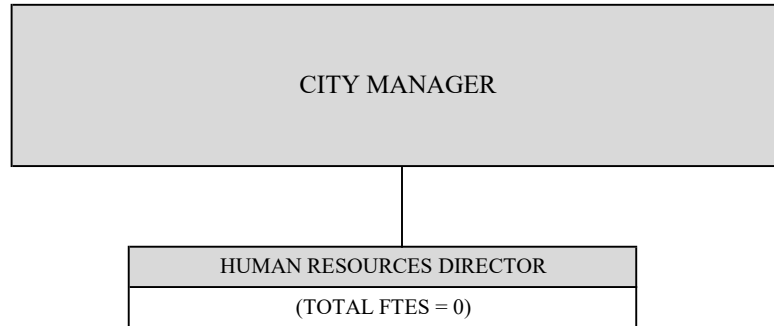 CITY MANAGER
HUMAN RESOURCES DIRECTOR
(TOTAL FTES = 0)